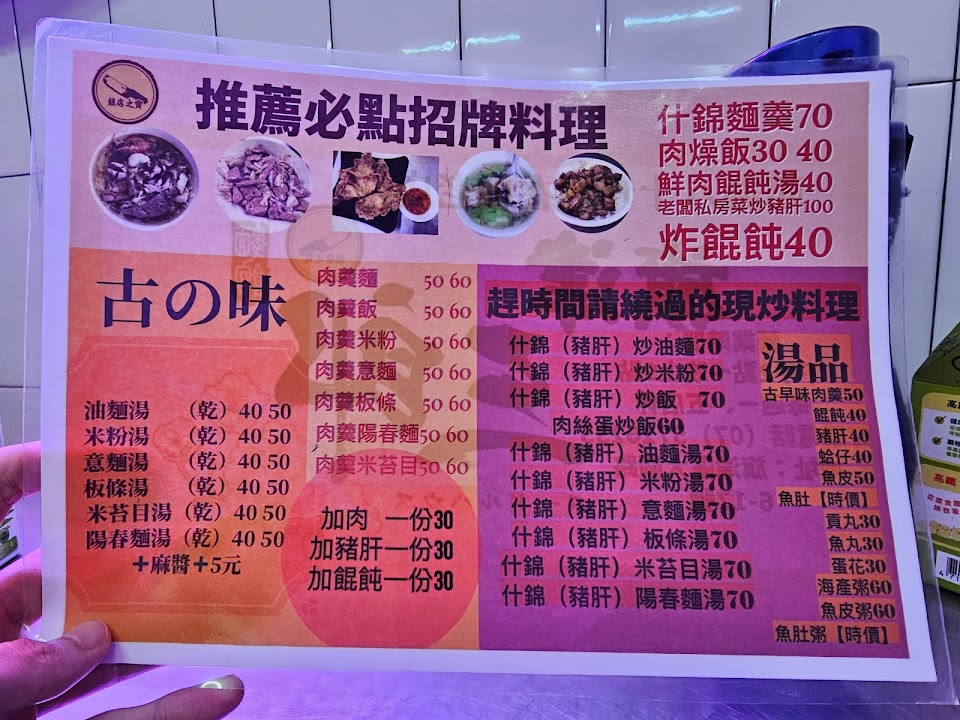 鎮店之寶
推薦必點招牌料理
什錦麵羹70
肉燥飯30 40
鮮肉餛飩湯40
老闆私房菜炒豬肝100
炸餛飩40
古の味
油麵湯 （乾）40 50
米粉湯 （乾）40 50
意麵湯 （乾）40 50
板條湯 （乾）40 50
米苔目湯（乾）40 50
陽春麵湯（乾）40 50
+麻醬+5元
肉羹麵 50 60
肉羹飯 50 60
肉羹米粉 50 60
肉羹意麵 50 60
肉羹板條 50 60
肉羹陽春麵50 60
肉羹米苔目50 60
加肉 一份30
加豬肝一份30
加餛飩一份30
趕時間請繞過的現炒料理
什錦（豬肝）炒油麵70
什錦（豬肝）炒米粉70
什錦（豬肝）炒飯 70
肉絲蛋炒飯60
什錦（豬肝）油麵湯70
什錦（豬肝）米粉湯70
什錦（豬肝）意麵湯70
什錦（豬肝）板條湯70
什錦（豬肝）米苔目湯70
什錦（豬肝）陽春麵湯70
湯品
古早味肉羹50
餛飩40
豬肝40
蛤仔40
魚皮50
魚肚【時價】
貢丸30
魚丸30
蛋花30
海產粥60
魚皮粥60
魚肚粥【時價】